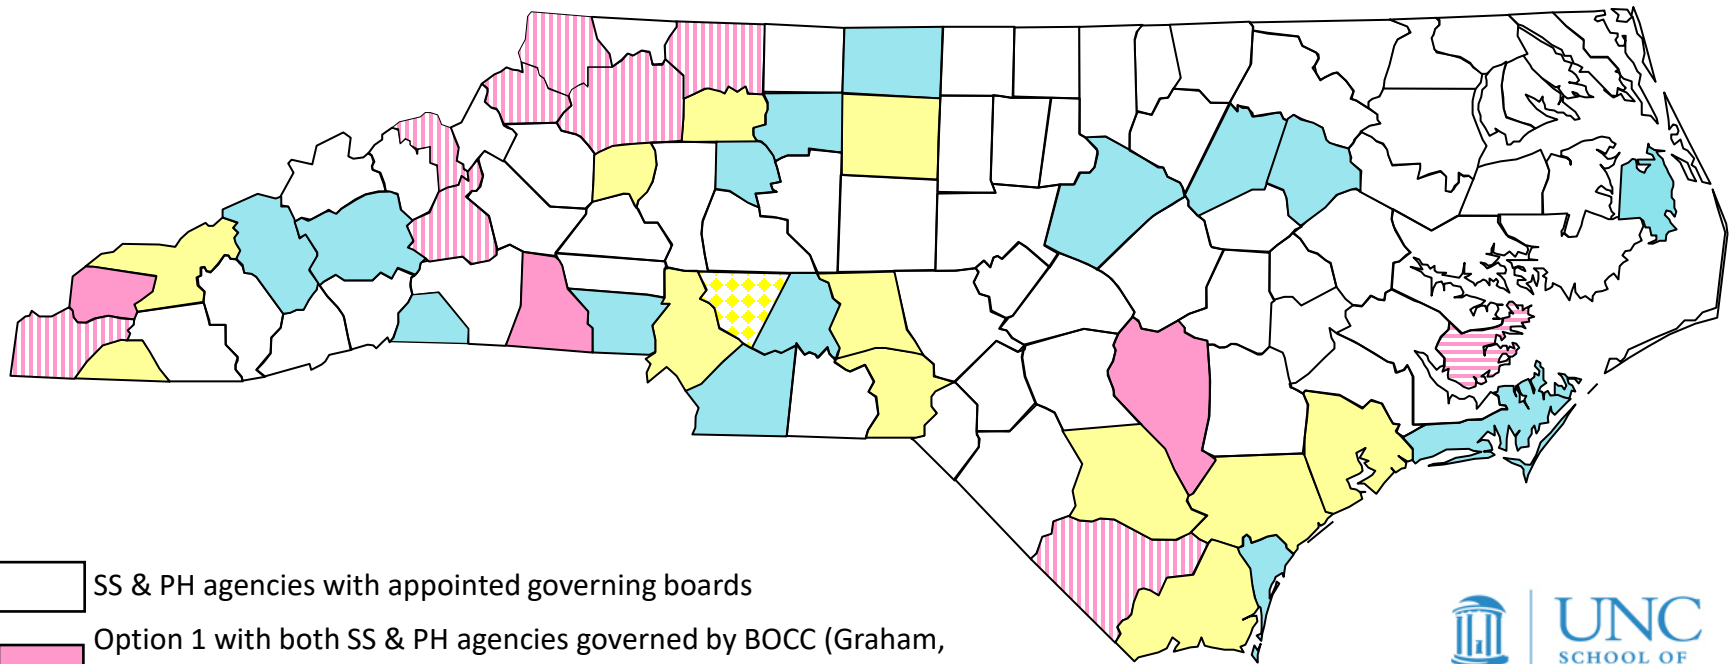 SS & PH agencies with appointed governing boards
Option 1 with both SS & PH agencies governed by BOCC (Graham,
UNC
SCHOOL OF